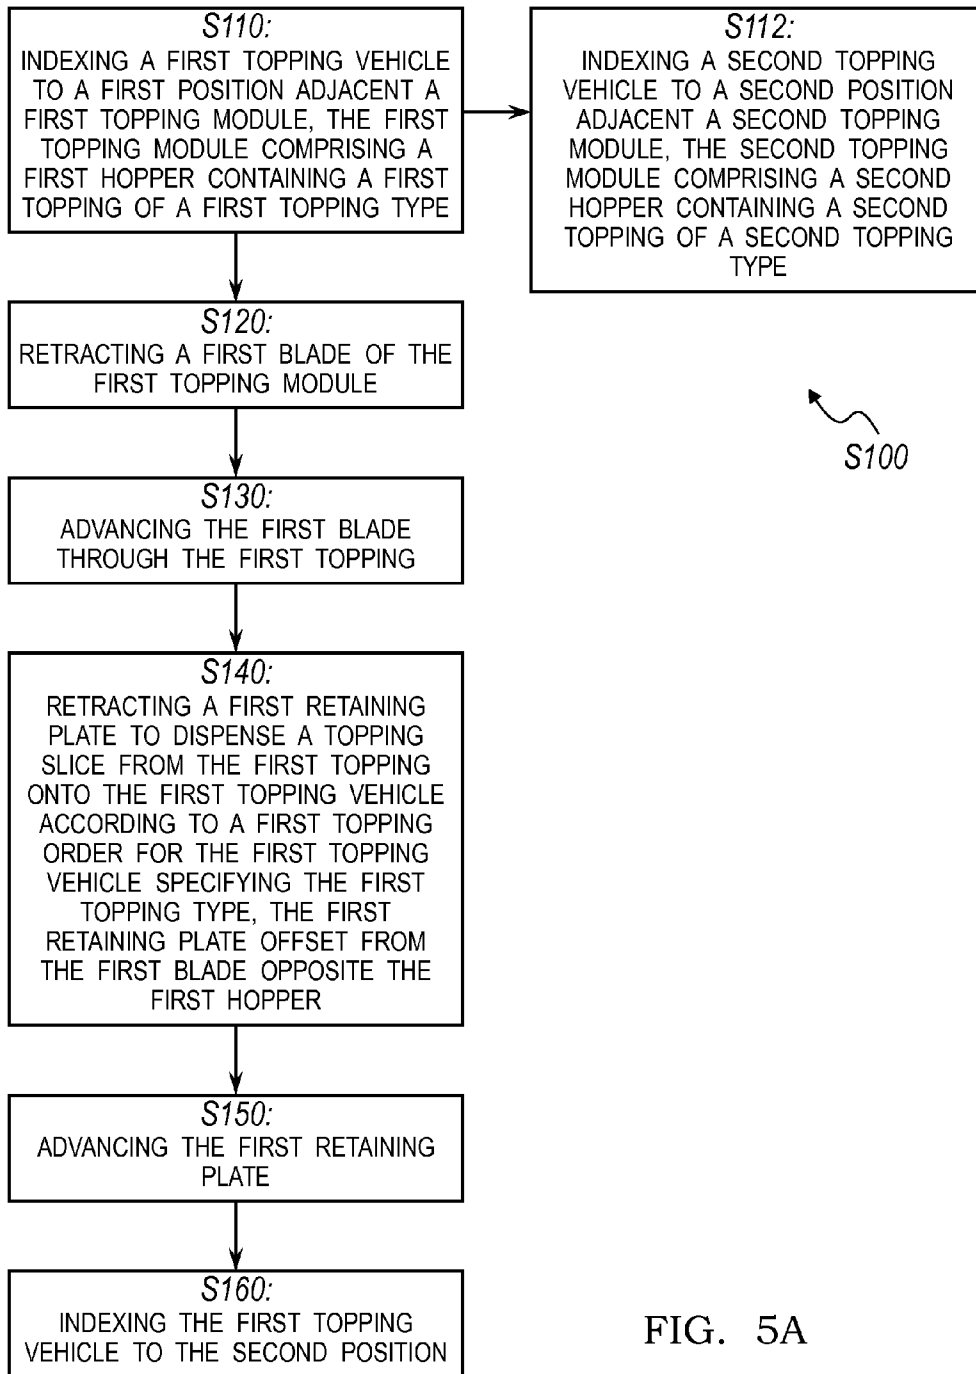 S110:
INDEXING A FIRST TOPPING VEHICLE
TO A FIRST POSITION ADJACENT A
FIRST TOPPING MODULE, THE FIRST
TOPPING MODULE COMPRISING A
FIRST HOPPER CONTAINING A FIRST
TOPPING OF A FIRST TOPPING TYPE
S112:
INDEXING A SECOND TOPPING
VEHICLE TO A SECOND POSITION
ADJACENT A SECOND TOPPING
MODULE, THE SECOND TOPPING
MODULE COMPRISING A SECOND
HOPPER CONTAINING A SECOND
TOPPING OF A SECOND TOPPING
TYPE
S120:
RETRACTING A FIRST BLADE OF THE
FIRST TOPPING MODULE
S100
S130:
ADVANCING THE FIRST BLADE
THROUGH THE FIRST TOPPING
S140:
RETRACTING A FIRST RETAINING
PLATE TO DISPENSE A TOPPING
SLICE FROM THE FIRST TOPPING
ONTO THE FIRST TOPPING VEHICLE
ACCORDING TO A FIRST TOPPING
ORDER FOR THE FIRST TOPPING
VEHICLE SPECIFYING THE FIRST
TOPPING TYPE, THE FIRST
RETAINING PLATE OFFSET FROM
THE FIRST BLADE OPPOSITE THE
FIRST HOPPER
S150:
ADVANCING THE FIRST RETAINING
PLATE
S160:
INDEXING THE FIRST TOPPING
VEHICLE TO THE SECOND POSITION
FIG. 5A